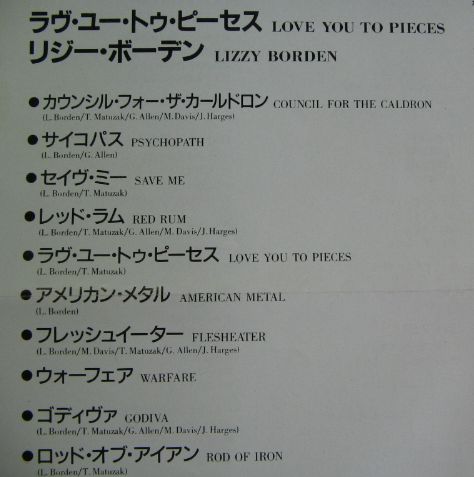 ラヴ・ユー・トゥ・ピーセス LOVE YOU TO PIECES
リジー・ボーデン LIZZY BORDEN
●カウンシル・フォー・ザ・カールドロン COUNCIL FOR THE CALDRON
(L. Borden/T. Matuzak/G. Allen/M. Davis/J. Harges)
●サイコパス PSYCHOPATH
(L. Borden/G. Allen)
●セイヴ・ミー SAVE ME
(L. Borden/T. Matuzak)
●レッド・ラム RED RUM
(L. Borden/T. Matuzak/G. Allen/M. Davis/J. Harges)
●ラヴ・ユー・トゥ・ピーセス LOVE YOU TO PIECES
(L. Borden/T. Matuzak)
●アメリカン・メタル AMERICAN METAL
(L. Borden)
●フレッシュイーター FLESHEATER
(L. Borden/M. Davis/T. Matuzak/G. Allen/J. Harges)
●ウォーフェア WARFARE
●ゴディヴァ GODIVA
(L. Borden/T. Matuzak/G. Allen/M. Davis/J. Harges)
●ロッド・オブ・アイアン ROD OF IRON
(L. Borden/T. Matuzak)